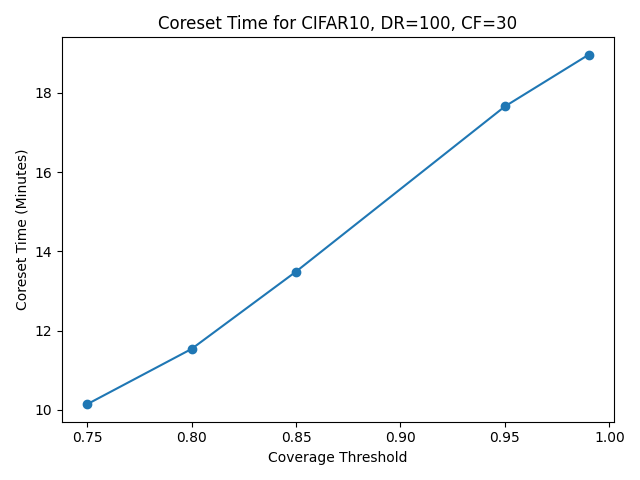 Coreset Time for CIFAR10, DR=100, CF=30
Coreset Time (Minutes)
18
16
14
12
10
0.75 0.80 0.85 0.90 0.95 1.00
Coverage Threshold